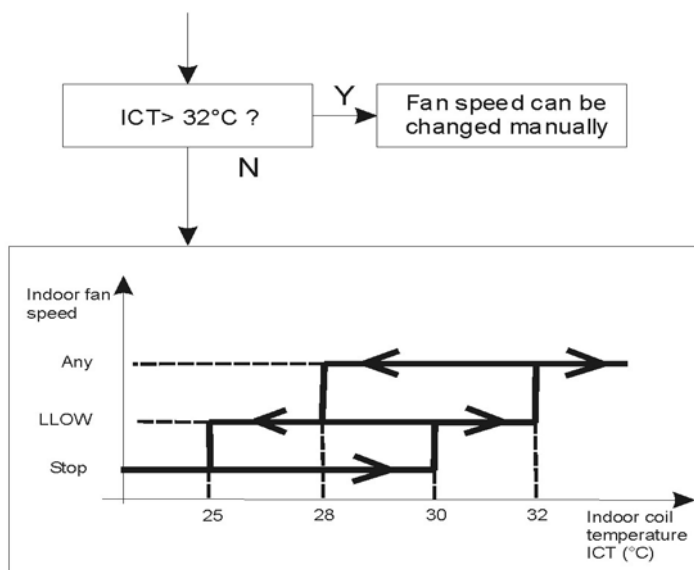 ICT> 32°C ?
Y
Fan speed can be
changed manually
N
Indoor fan
speed
Any
LLOW
Stop
25 28 30 32
Indoor coil
temperature
ICT (°C)